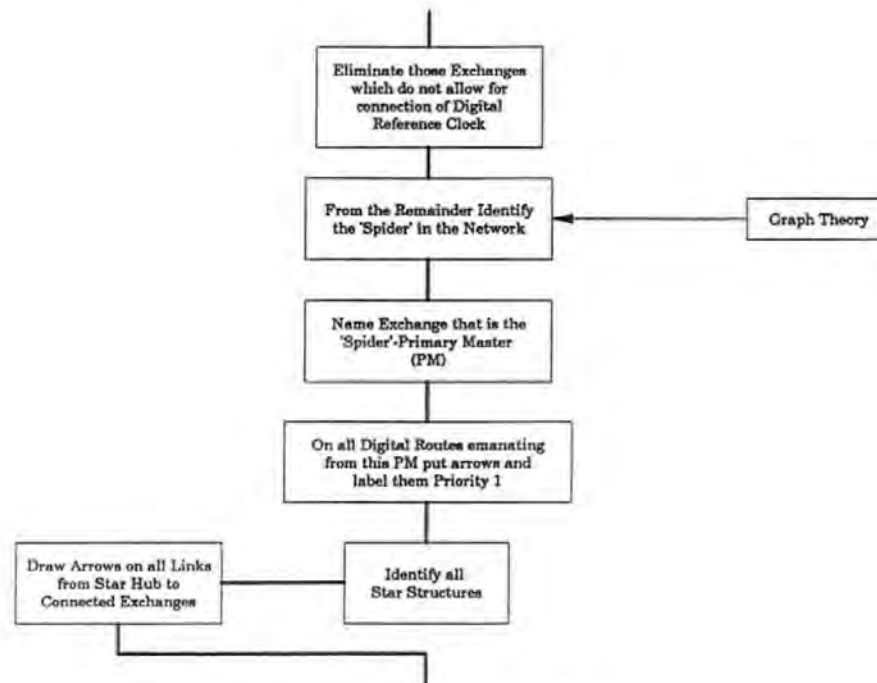 Eliminate those Exchanges
which do not allow for
connection of Digital
Reference Clock
From the Remainder Identify
the 'Spider' in the Network
Graph Theory
Name Exchange that is the
'Spider'-Primary Master
(PM)
On all Digital Routes emanating
from this PM put arrows and
label them Priority 1
Draw Arrows on all Links
from Star Hub to
Connected Exchanges
Identify all
Star Structures